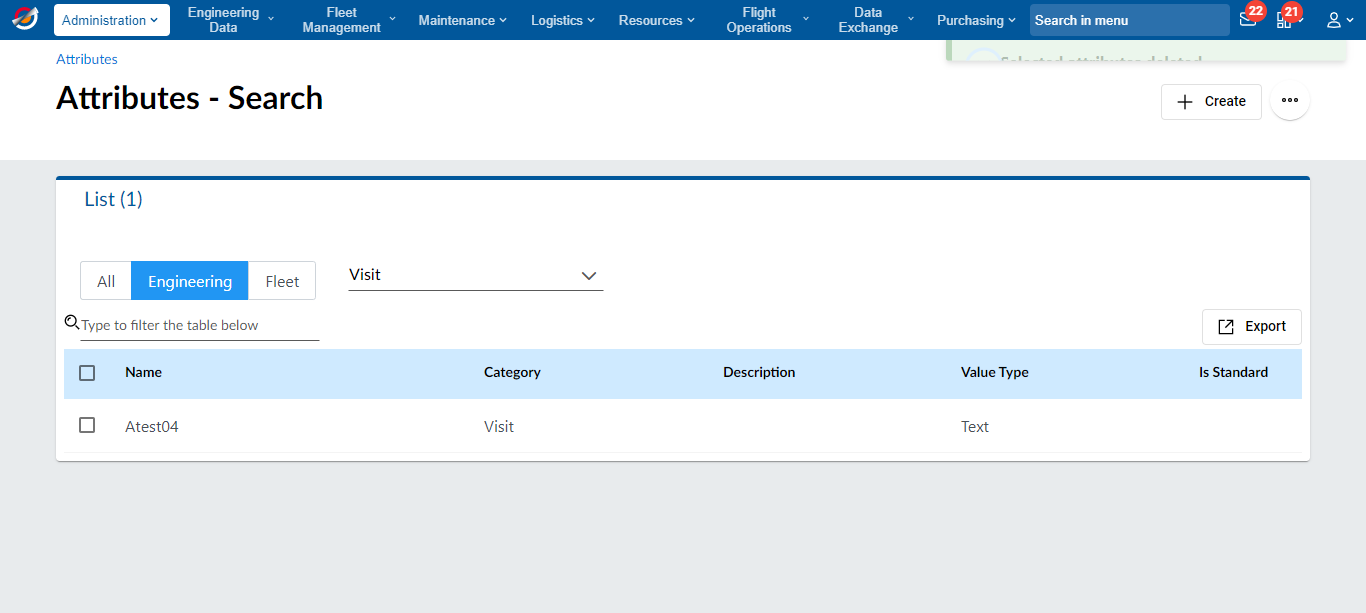 Administration
Engineering Data
Fleet Management
Maintenance
Logistics
Resources
Flight Operations
Data Exchange
Purchasing
Search in menu
22
21
Attributes
Selected attributes deleted
Attributes - Search
Create
List (1)
All
Engineering
Fleet
Visit
Type to filter the table below
Export
Name Category Description Value Type Is Standard
Atest04 Visit Text